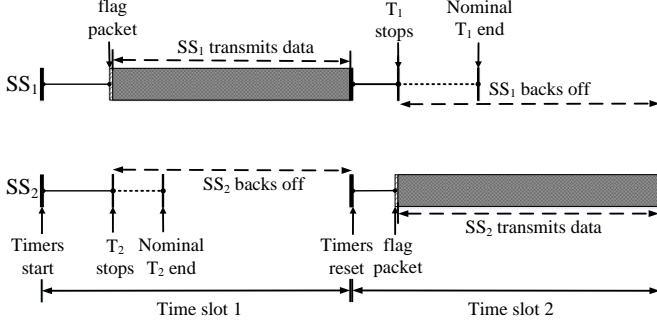 flag
packet
T1
stops
Nominal
T1 end
SS1 transmits data
SS1
SS1 backs off
SS2 backs off
SS2
SS2 transmits data
Timers
start
T2
stops
Nominal
T2 end
Timers
reset
flag
packet
Time slot 1
Time slot 2